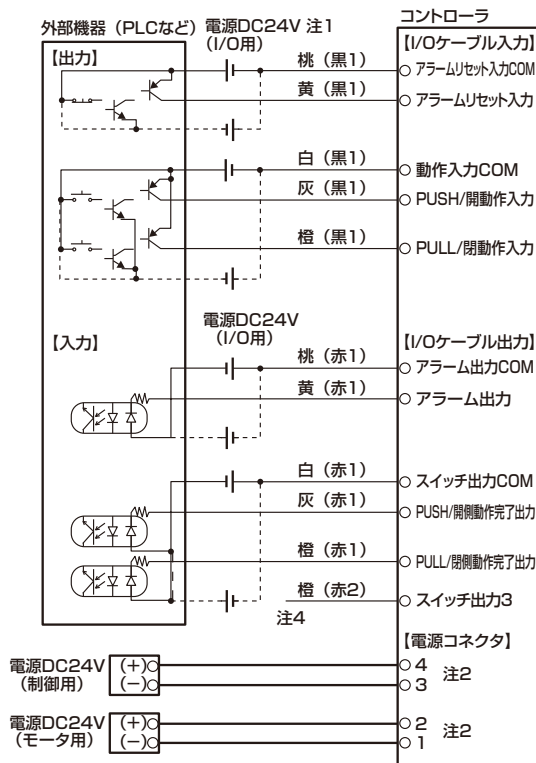 コントローラ
外部機器（PLCなど）
電源DC24V 注1
（I/O用）
【出力】
【I/Oケーブル入力】
桃（黒1）
アラームリセット入力COM
黄（黒1）
アラームリセット入力
白（黒1）
動作入力COM
灰（黒1）
PUSH/開動作入力
橙（黒1）
PULL/閉動作入力
電源DC24V
（I/O用）
【入力】
【I/Oケーブル出力】
桃（赤1）
アラーム出力COM
黄（赤1）
アラーム出力
白（赤1）
スイッチ出力COM
灰（赤1）
PUSH/開側動作完了出力
橙（赤1）
PULL/閉側動作完了出力
橙（赤2）
スイッチ出力3
注4
【電源コネクタ】
電源DC24V
（制御用）
（+）
（−）
4
3
注2
電源DC24V
（モータ用）
（+）
（−）
2
1
注2